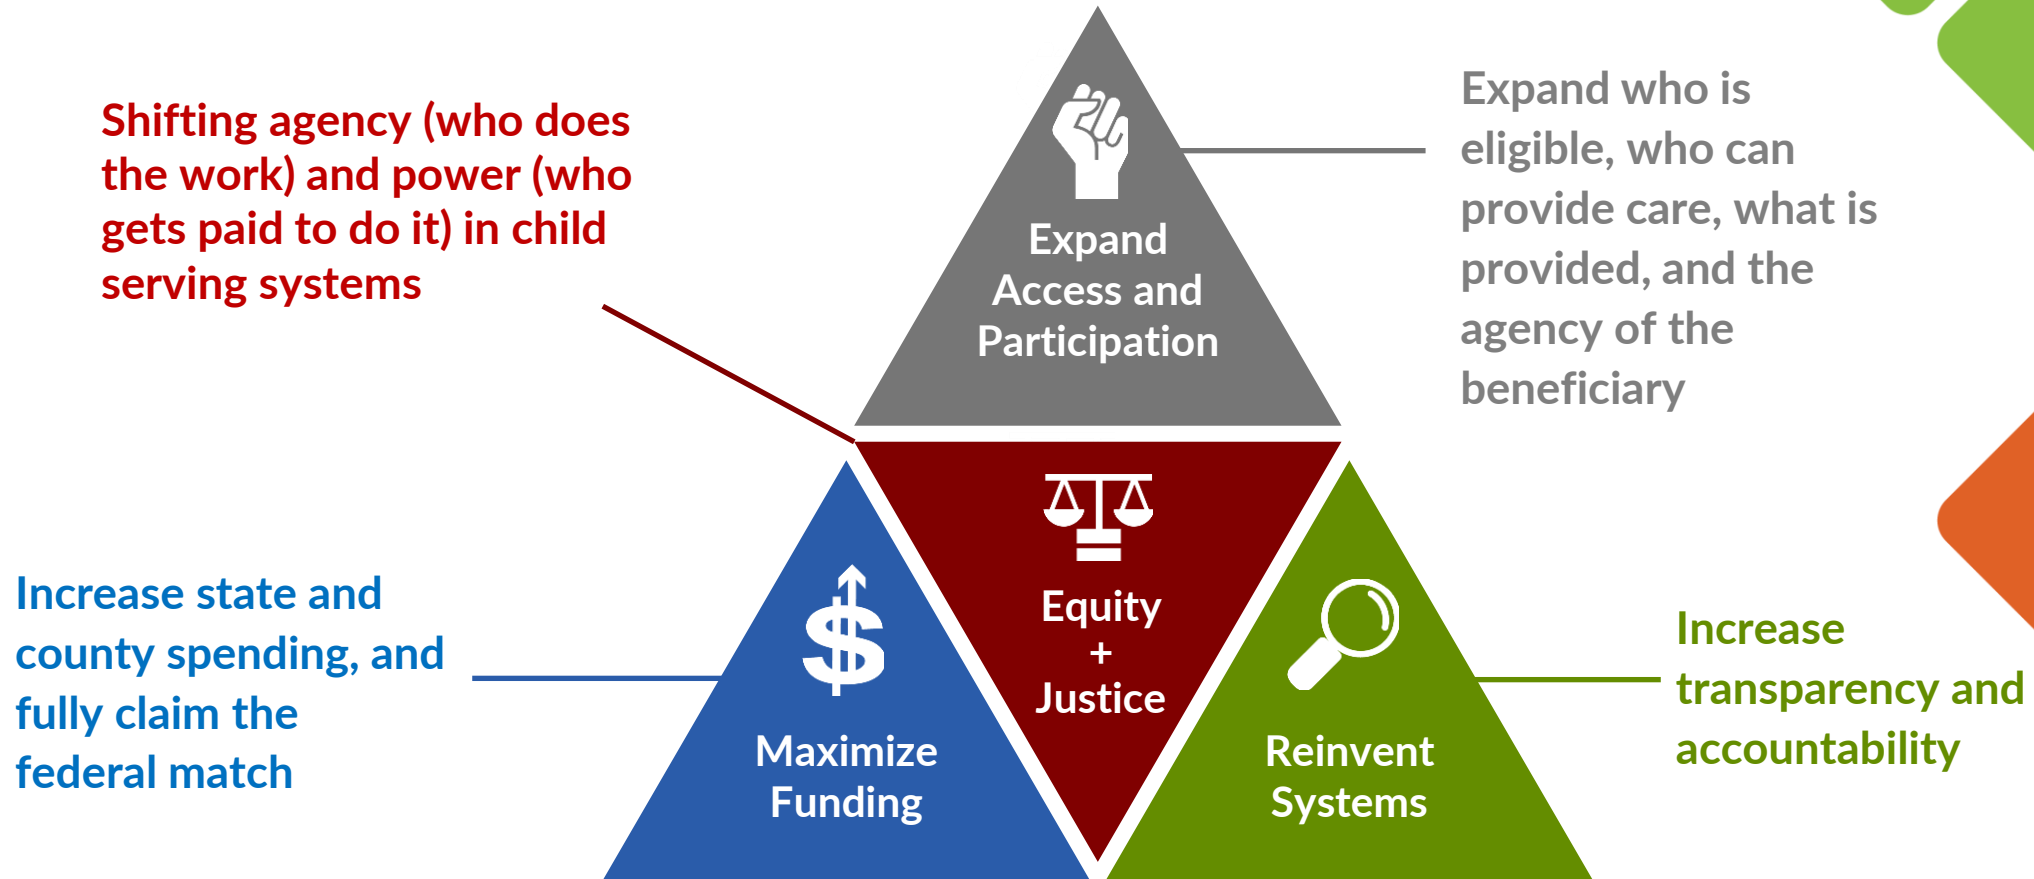 Shifting agency (who does
the work) and power (who
gets paid to do it) in child
serving systems
Expand
Access and
Participation
Expand who is
eligible, who can
provide care, what is
provided, and the
agency of the
beneficiary
Increase state and
county spending, and
fully claim the
federal match
Maximize
Funding
Equity
+
Justice
Reinvent
Systems
Increase
transparency and
accountability